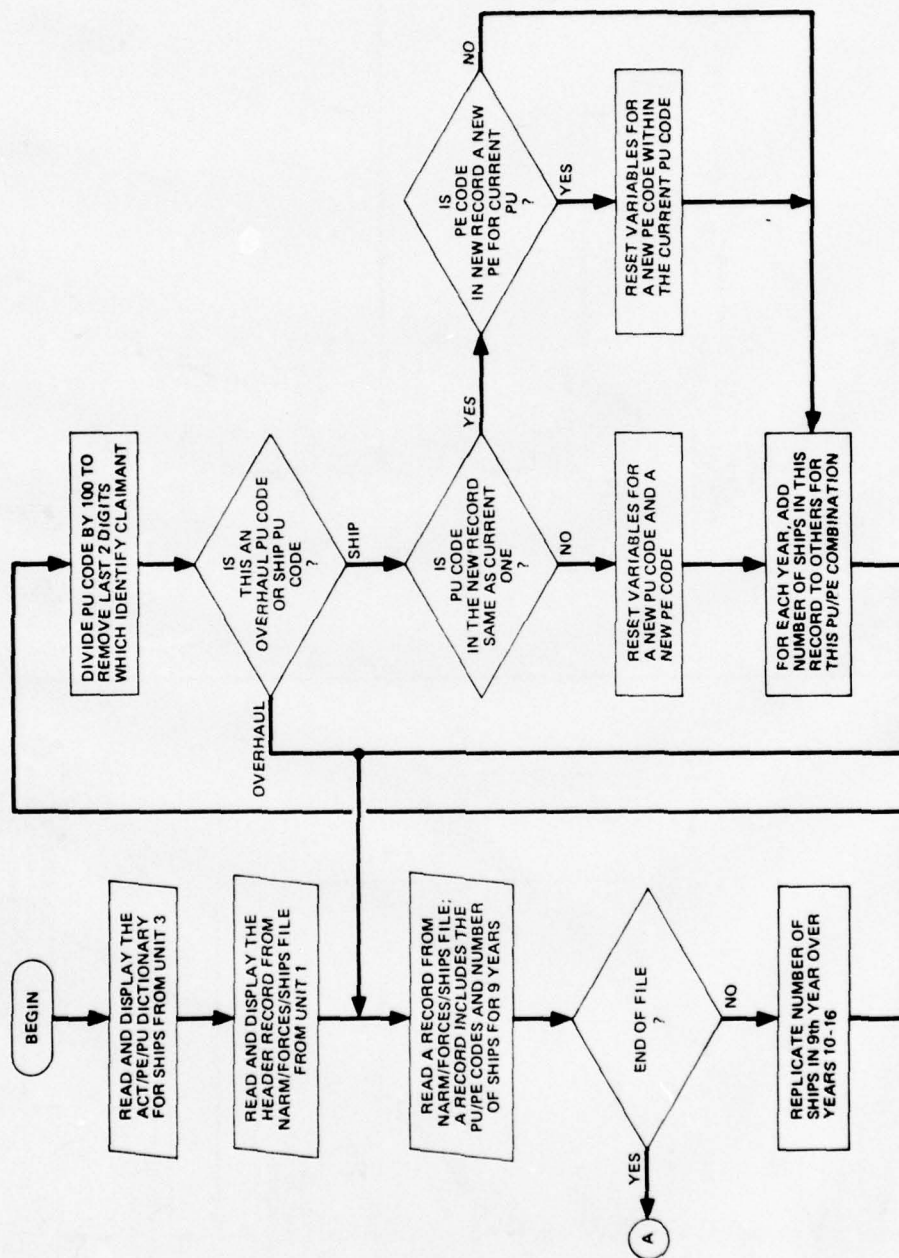 BEGIN
READ AND DISPLAY THE
ACT/PE/PU DICTIONARY
FOR SHIPS FROM UNIT 3
READ AND DISPLAY THE
HEADER RECORD FROM
NARM/FORCES/SHIPS FILE
FROM UNIT 1
READ A RECORD FROM
NARM/FORCES/SHIPS FILE;
A RECORD INCLUDES THE
PU/PE CODES AND NUMBER
OF SHIPS FOR 9 YEARS
END OF FILE
?
YES
A
NO
REPLICATE NUMBER OF
SHIPS IN 9th YEAR OVER
YEARS 10-16
DIVIDE PU CODE BY 100 TO
REMOVE LAST 2 DIGITS
WHICH IDENTIFY CLAIMANT
IS
THIS AN
OVERHAUL PU CODE
OR SHIP PU
CODE
?
OVERHAUL
SHIP
IS
PU CODE
IN THE NEW RECORD
SAME AS CURRENT
ONE
?
YES
NO
RESET VARIABLES FOR
A NEW PU CODE AND A
NEW PE CODE
FOR EACH YEAR, ADD
NUMBER OF SHIPS IN THIS
RECORD TO OTHERS FOR
THIS PU/PE COMBINATION
IS
PE CODE
IN NEW RECORD A NEW
PE FOR CURRENT
PU
?
NO
YES
RESET VARIABLES FOR
A NEW PE CODE WITHIN
THE CURRENT PU CODE